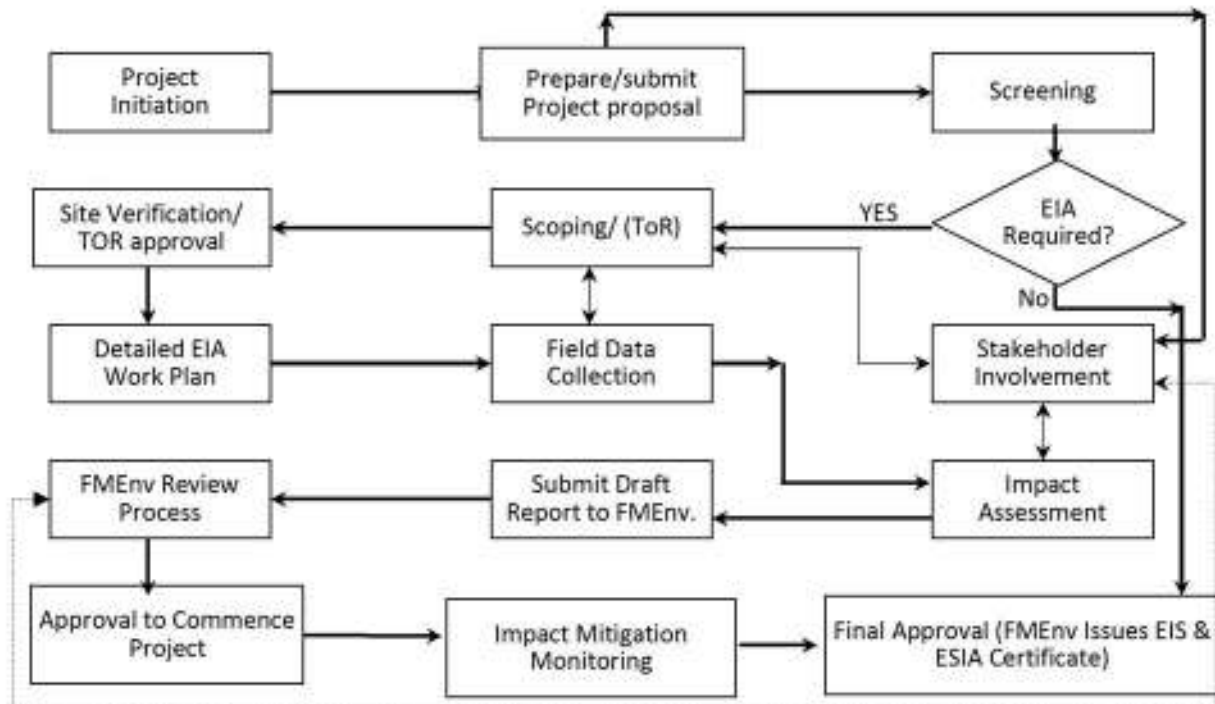 Project
Initiation
Prepare/submit
Project proposal
Screening
Site Verification/
TOR approval
Scoping/ (ToR)
YES
EIA
Required?
No
Detailed EIA
Work Plan
Field Data
Collection
Stakeholder
Involvement
FMEnv Review
Process
Submit Draft
Report to FMEnv.
Impact
Assessment
Approval to Commence
Project
Impact Mitigation
Monitoring
Final Approval (FMEnv Issues EIS &
ESIA Certificate)